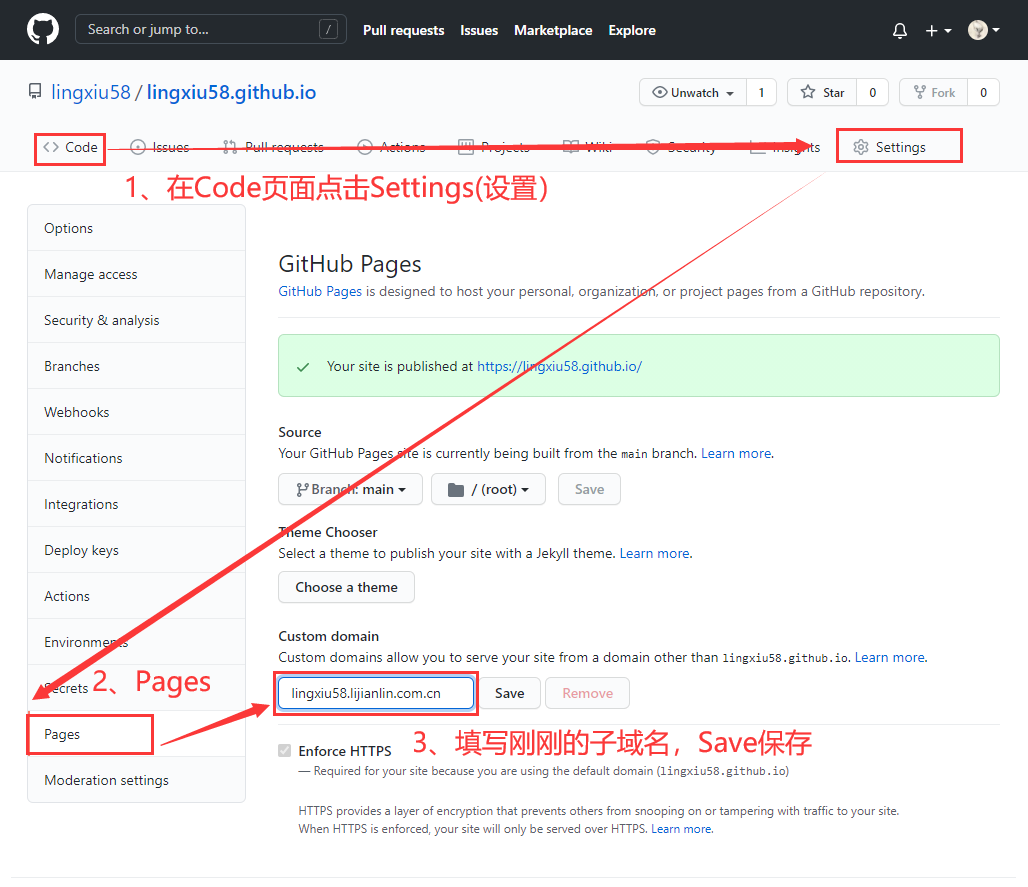 Search or jump to... /
Pull requests Issues Marketplace Explore
lingxiu58 / lingxiu58.github.io
Unwatch 1 Star 0 Fork 0
Code Issues Pull requests Actions Projects Wiki Security Insights Settings
1、在Code页面点击Settings(设置)
Options
Manage access
Security & analysis
Branches
Webhooks
Notifications
Integrations
Deploy keys
Actions
Environments
Secrets
2、Pages
Pages
Moderation settings
GitHub Pages
GitHub Pages is designed to host your personal, organization, or project pages from a GitHub repository.
Your site is published at https://lingxiu58.github.io/
Source
Your GitHub Pages site is currently being built from the main branch. Learn more.
Branch: main / (root) Save
Theme Chooser
Select a theme to publish your site with a Jekyll theme. Learn more.
Choose a theme
Custom domain
Custom domains allow you to serve your site from a domain other than lingxiu58.github.io. Learn more.
lingxiu58.lijianlin.com.cn Save Remove
3、填写刚刚的子域名，Save保存
Enforce HTTPS
— Required for your site because you are using the default domain (lingxiu58.github.io)
HTTPS provides a layer of encryption that prevents others from snooping on or tampering with traffic to your site.
When HTTPS is enforced, your site will only be served over HTTPS. Learn more.